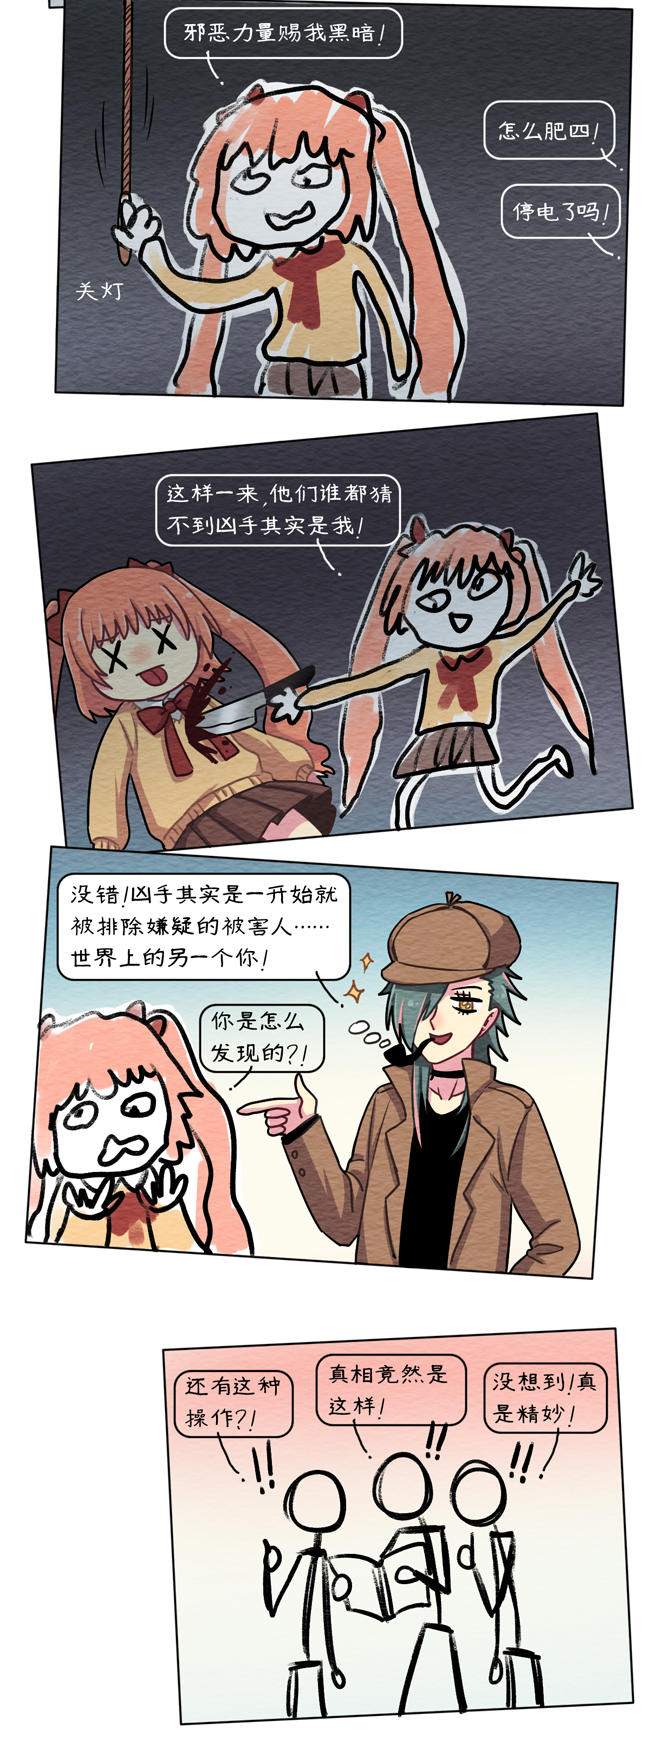 邪恶力量赐我黑暗！
怎么肥四！
停电了吗！
关灯
这样一来，他们谁都猜
不到凶手其实是我！
没错！凶手其实是一开始就
被排除嫌疑的被害人……
世界上的另一个你！
你是怎么
发现的？！
还有这种
操作？！
真相竟然是
这样！
没想到！真
是精妙！
!!
!!
!!